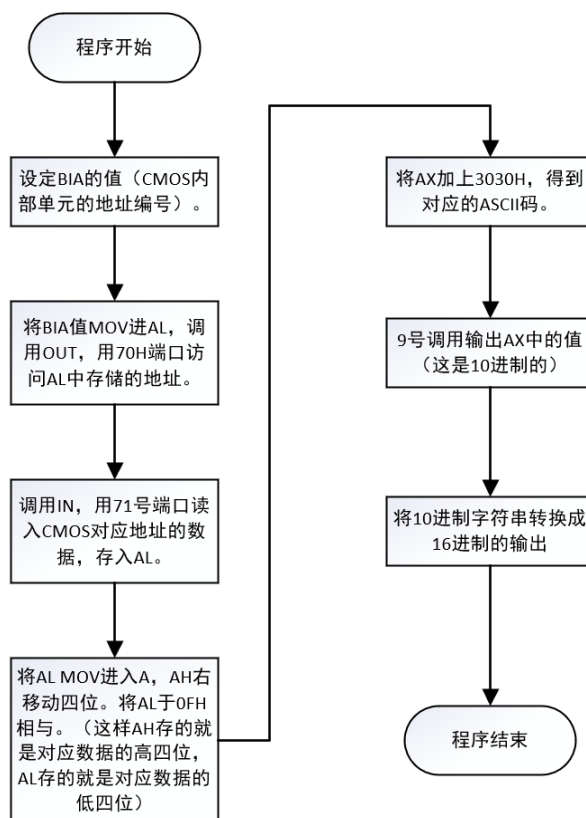 程序开始
设定BIA的值（CMOS内
部单元的地址编号）。
将BIA值MOV进AL，调
用OUT，用70H端口访
问AL中存储的地址。
调用IN，用71号端口读
入CMOS对应地址的数
据，存入AL。
将AL MOV进入A，AH右
移动四位。将AL于0FH
相与。（这样AH存的就
是对应数据的高四位，
AL存的就是对应数据的
低四位）
将AX加上3030H，得到
对应的ASCII码。
9号调用输出AX中的值
（这是10进制的）
将10进制字符串转换成
16进制的输出
程序结束